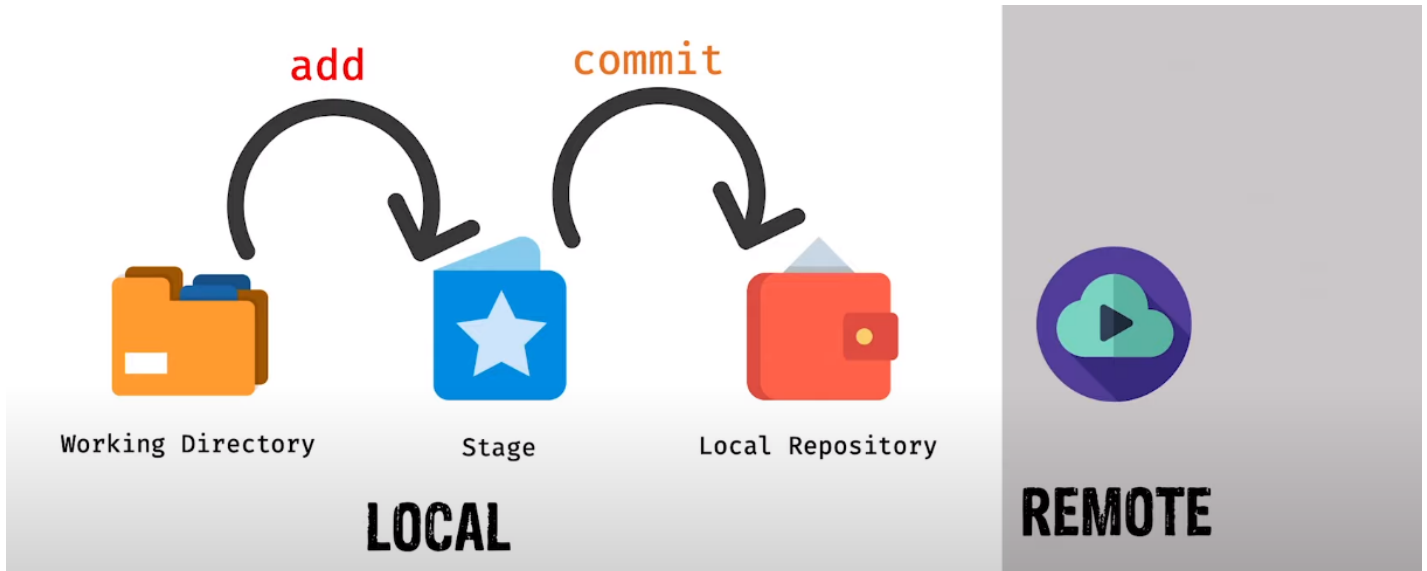 add
commit
Working Directory
Stage
Local Repository
LOCAL
REMOTE